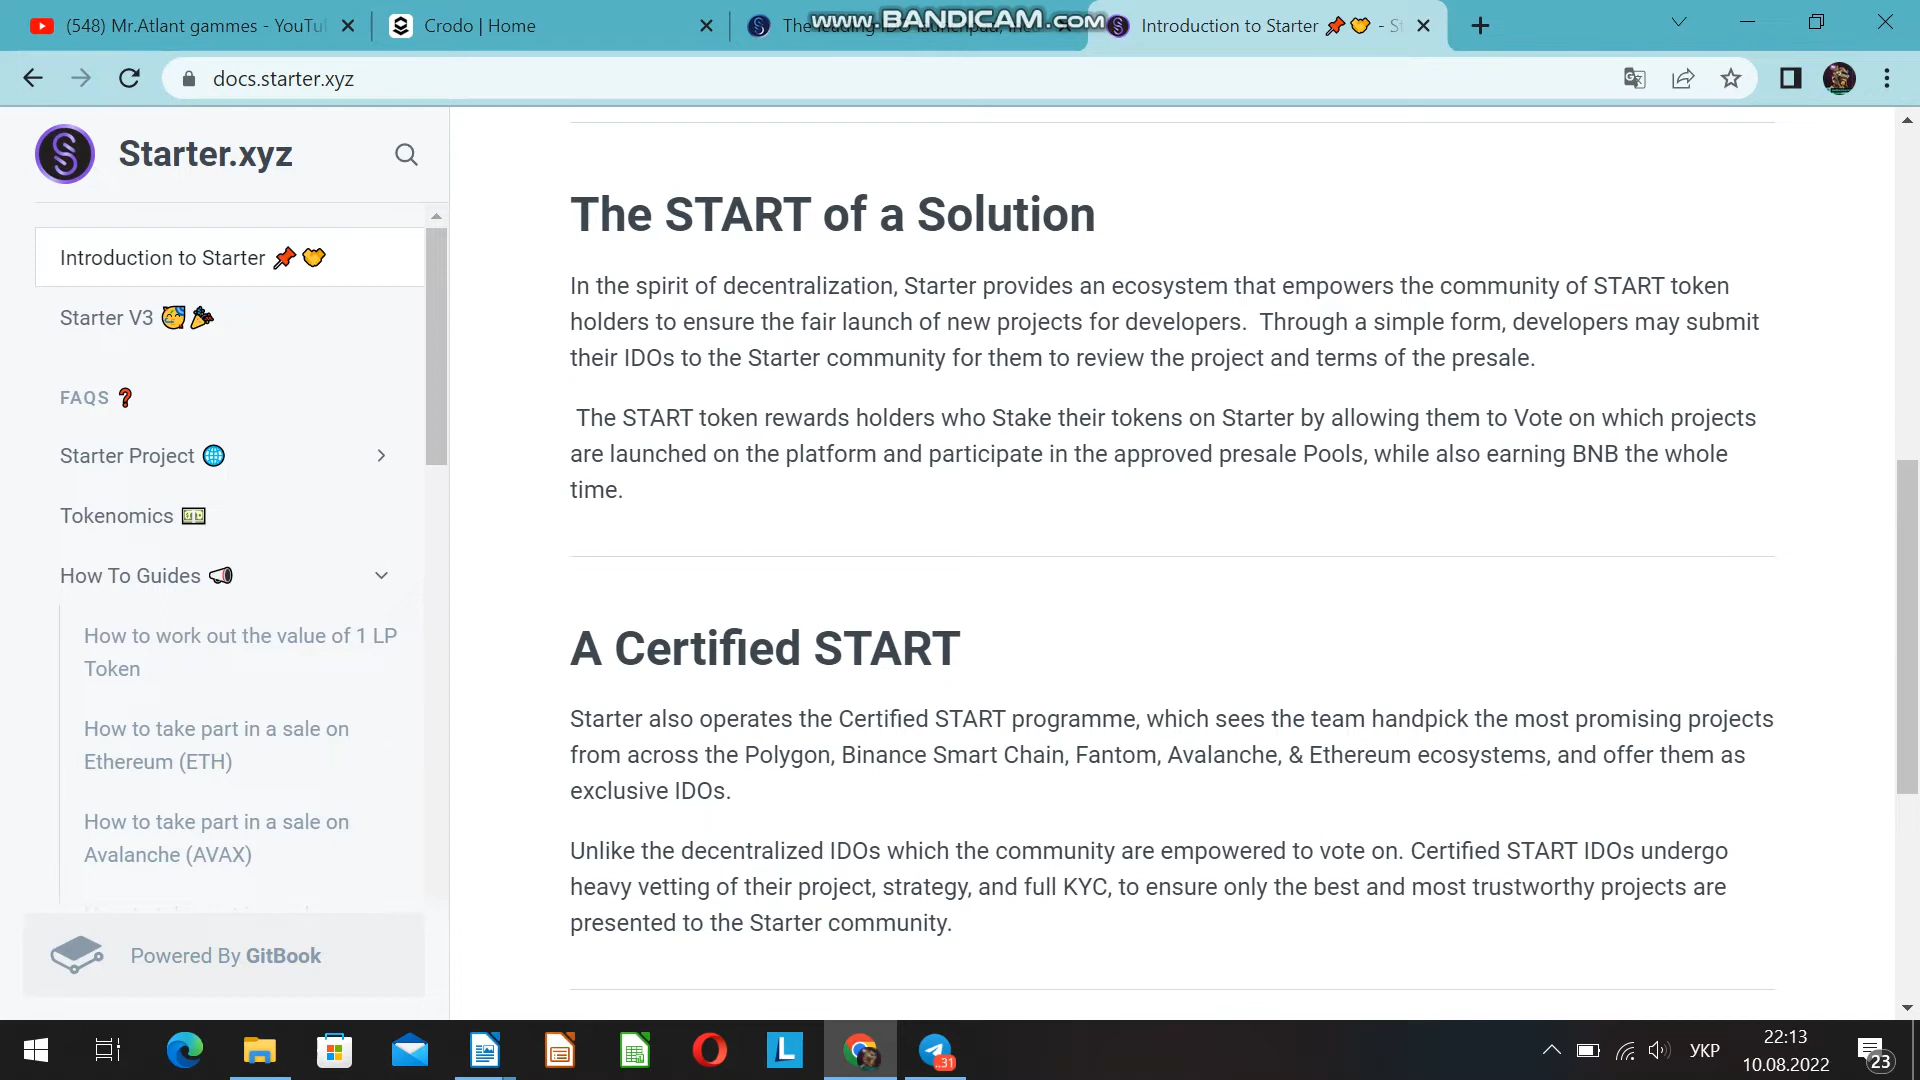 (548) Mr.Atlant gammes - YouTu
Crodo | Home
The leading IDO launchpad, incu
www.BANDICAM.com
Introduction to Starter 📌🤝 - St
docs.starter.xyz
Starter.xyz
Introduction to Starter 📌🤝
Starter V3 🥳🎉
FAQS ❓
Starter Project 🌐
Tokenomics 💵
How To Guides 📢
How to work out the value of 1 LP
Token
How to take part in a sale on
Ethereum (ETH)
How to take part in a sale on
Avalanche (AVAX)
Powered By GitBook
The START of a Solution
In the spirit of decentralization, Starter provides an ecosystem that empowers the community of START token
holders to ensure the fair launch of new projects for developers.  Through a simple form, developers may submit
their IDOs to the Starter community for them to review the project and terms of the presale.
The START token rewards holders who Stake their tokens on Starter by allowing them to Vote on which projects
are launched on the platform and participate in the approved presale Pools, while also earning BNB the whole
time.
A Certified START
Starter also operates the Certified START programme, which sees the team handpick the most promising projects
from across the Polygon, Binance Smart Chain, Fantom, Avalanche, & Ethereum ecosystems, and offer them as
exclusive IDOs.
Unlike the decentralized IDOs which the community are empowered to vote on. Certified START IDOs undergo
heavy vetting of their project, strategy, and full KYC, to ensure only the best and most trustworthy projects are
presented to the Starter community.
L
..31
УКР
22:13
10.08.2022
23